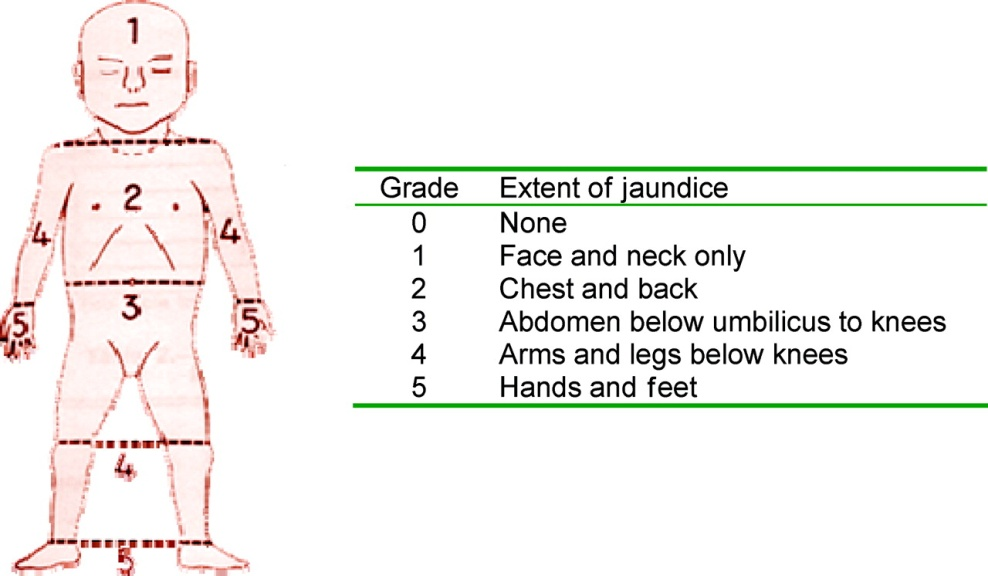 1
2
4 4
3
5 5
4
5
Grade Extent of jaundice
0 None
1 Face and neck only
2 Chest and back
3 Abdomen below umbilicus to knees
4 Arms and legs below knees
5 Hands and feet